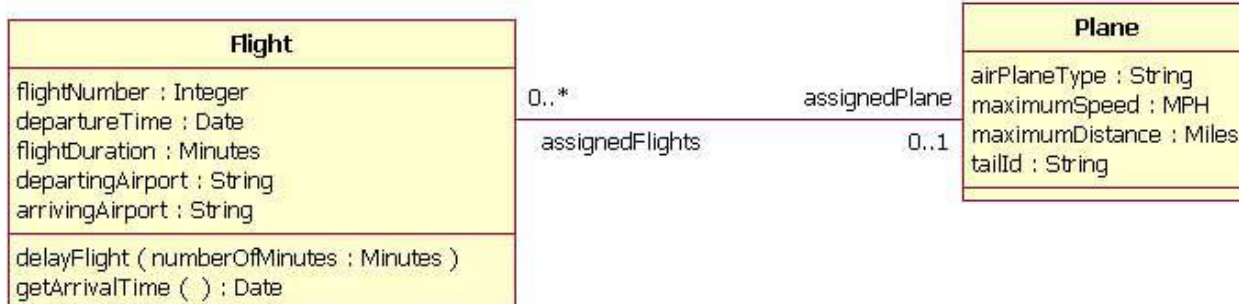 Flight
flightNumber : Integer
departureTime : Date
flightDuration : Minutes
departingAirport : String
arrivingAirport : String
delayFlight ( numberOfMinutes : Minutes )
getArrivalTime ( ) : Date
0..*
assignedPlane
assignedFlights
0..1
Plane
airPlaneType : String
maximumSpeed : MPH
maximumDistance : Miles
tailId : String